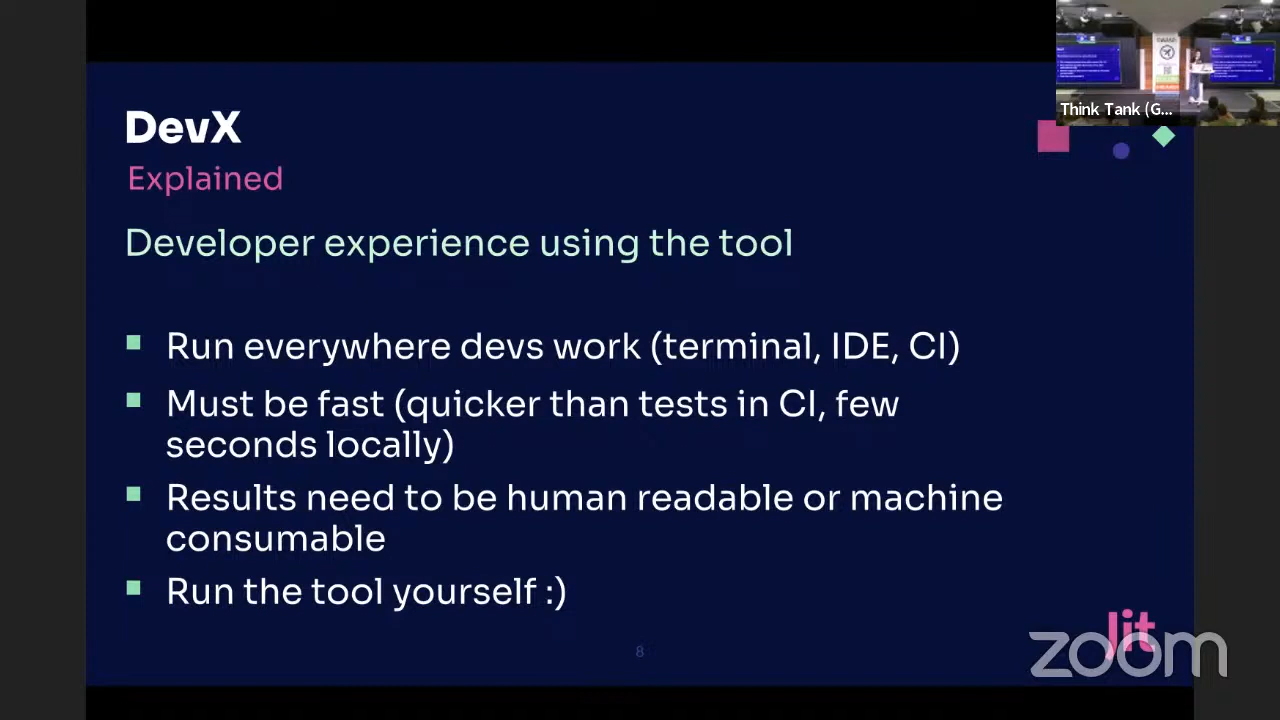 DevX
Explained
Developer experience using the tool
Run everywhere devs work (terminal, IDE, CI)
Must be fast (quicker than tests in CI, few
seconds locally)
Results need to be human readable or machine
consumable
Run the tool yourself :)
8
Jit
zoom
Think Tank (G...